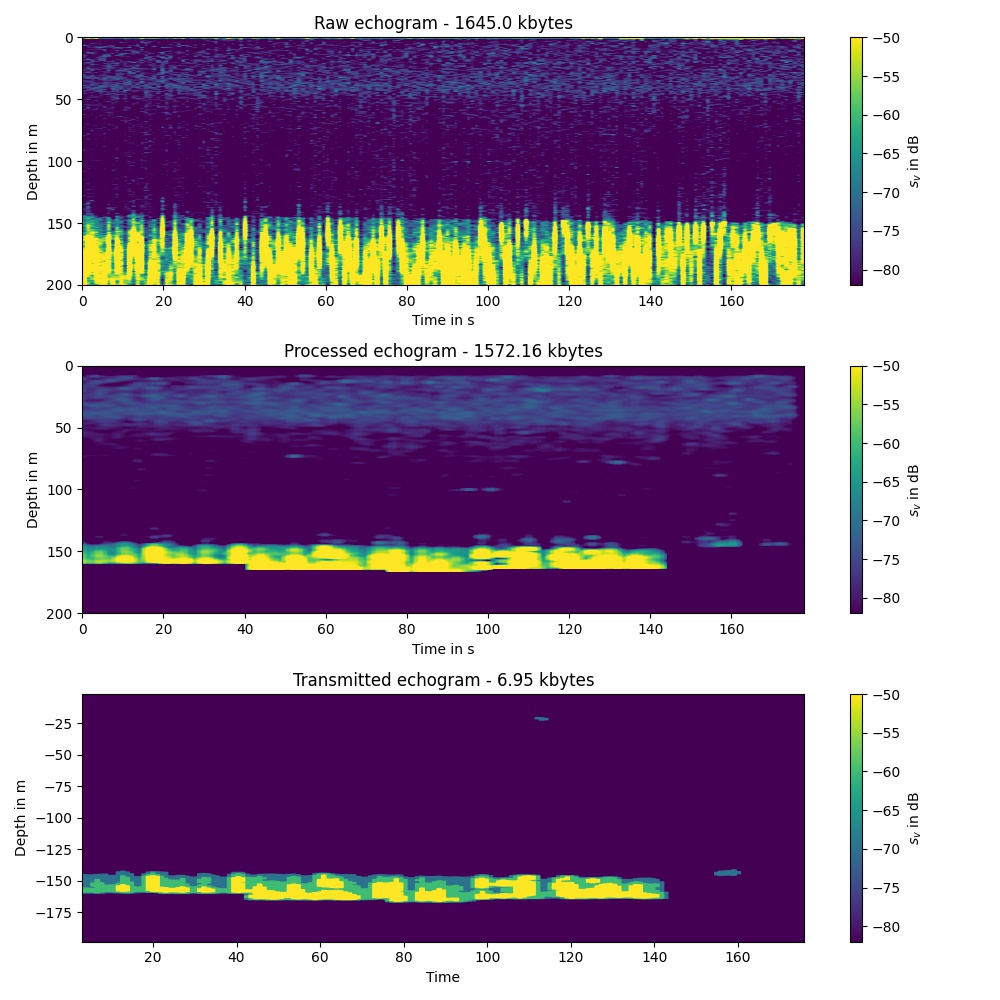 Raw echogram - 1645.0 kbytes
0
50
100
150
200
Depth in m
0 20 40 60 80 100 120 140 160
Time in s
−50
−55
−60
−65
−70
−75
−80
sv in dB
Processed echogram - 1572.16 kbytes
0
50
100
150
200
Depth in m
0 20 40 60 80 100 120 140 160
Time in s
−50
−55
−60
−65
−70
−75
−80
sv in dB
Transmitted echogram - 6.95 kbytes
−25
−50
−75
−100
−125
−150
−175
Depth in m
20 40 60 80 100 120 140 160
Time
−50
−55
−60
−65
−70
−75
−80
sv in dB